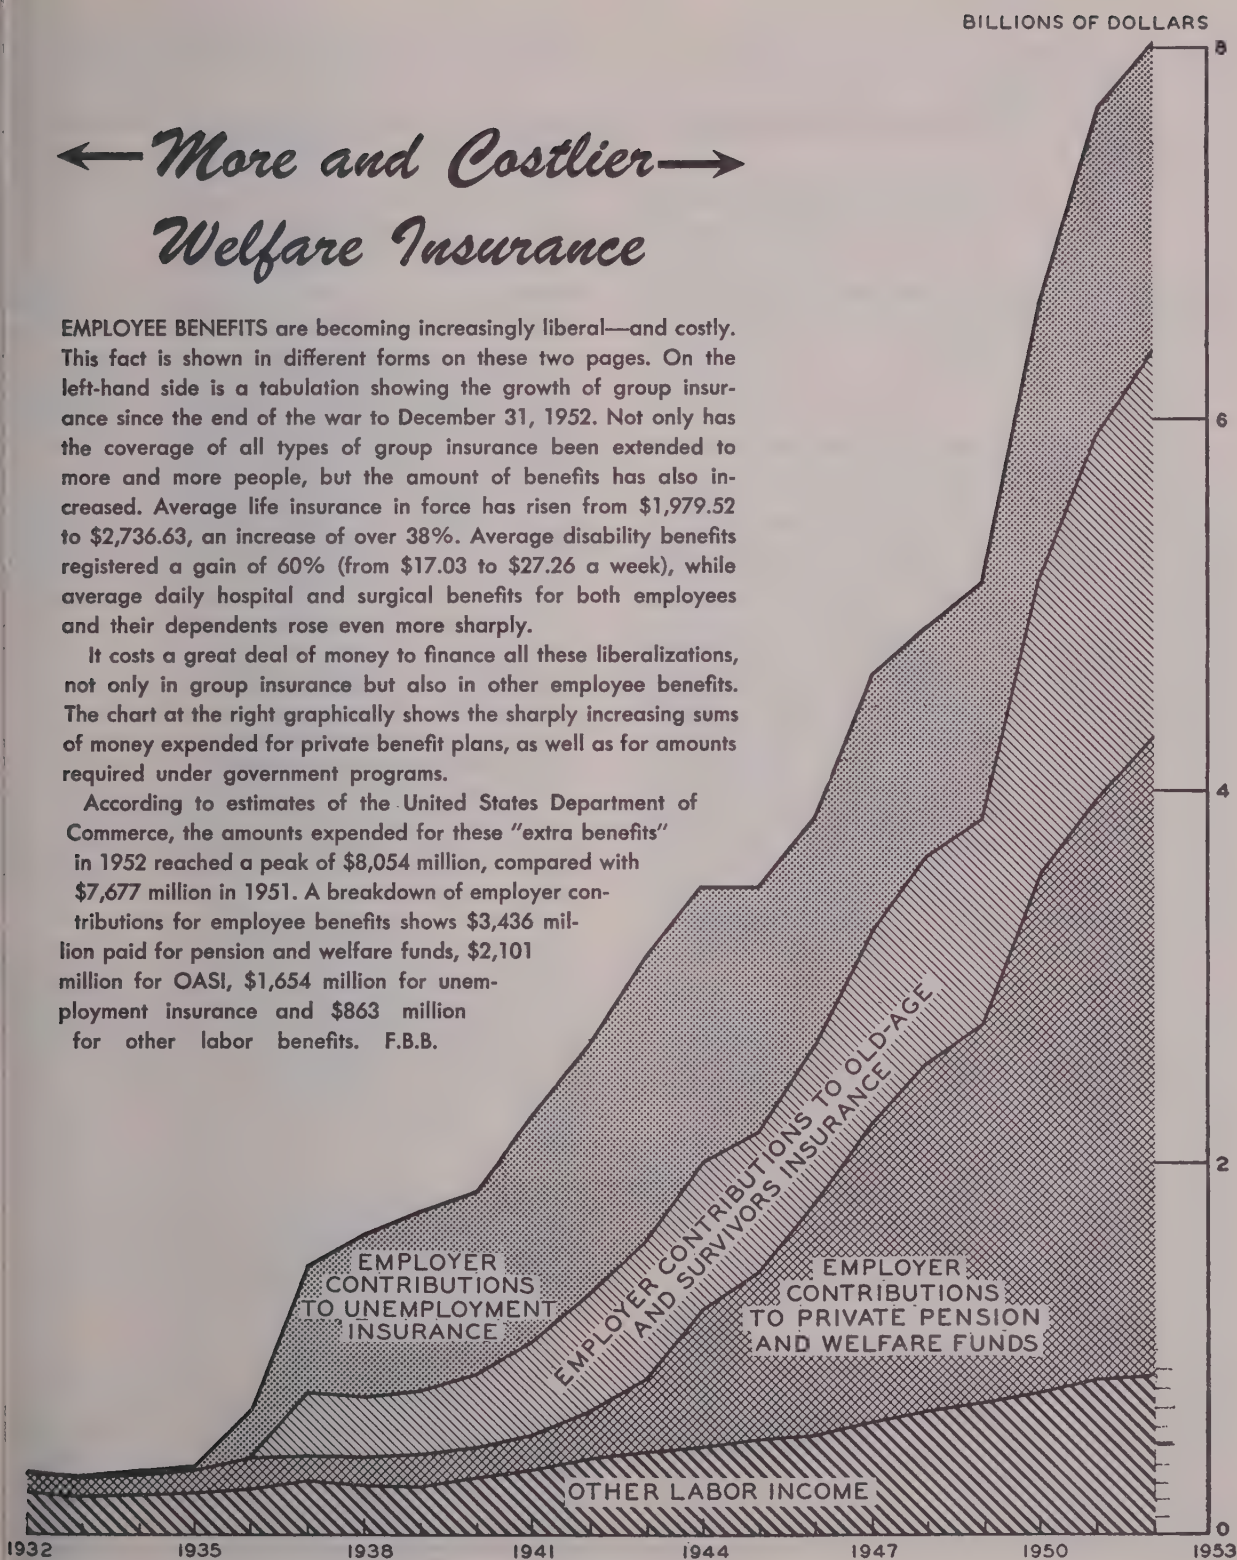 BILLIONS OF DOLLARS
8
More and Costlier
Welfare Insurance
EMPLOYEE BENEFITS are becoming increasingly liberal—and costly.
This fact is shown in different forms on these two pages. On the
left-hand side is a tabulation showing the growth of group insur-
ance since the end of the war to December 31, 1952. Not only has
the coverage of all types of group insurance been extended to
more and more people, but the amount of benefits has also in-
creased. Average life insurance in force has risen from $1,979.52
to $2,736.63, an increase of over 38%. Average disability benefits
registered a gain of 60% (from $17.03 to $27.26 a week), while
average daily hospital and surgical benefits for both employees
and their dependents rose even more sharply.
It costs a great deal of money to finance all these liberalizations,
not only in group insurance but also in other employee benefits.
The chart at the right graphically shows the sharply increasing sums
of money expended for private benefit plans, as well as for amounts
required under government programs.
According to estimates of the United States Department of
Commerce, the amounts expended for these "extra benefits"
in 1952 reached a peak of $8,054 million, compared with
$7,677 million in 1951. A breakdown of employer con-
tributions for employee benefits shows $3,436 mil-
lion paid for pension and welfare funds, $2,101
million for OASI, $1,654 million for unem-
ployment insurance and $863 million
for other labor benefits. F.B.B.
6
4
2
EMPLOYER
CONTRIBUTIONS
TO UNEMPLOYMENT
INSURANCE
EMPLOYER CONTRIBUTIONS TO OLD-AGE
AND SURVIVORS INSURANCE
EMPLOYER
CONTRIBUTIONS
TO PRIVATE PENSION
AND WELFARE FUNDS
OTHER LABOR INCOME
0
1932 1935 1938 1941 1944 1947 1950 1953